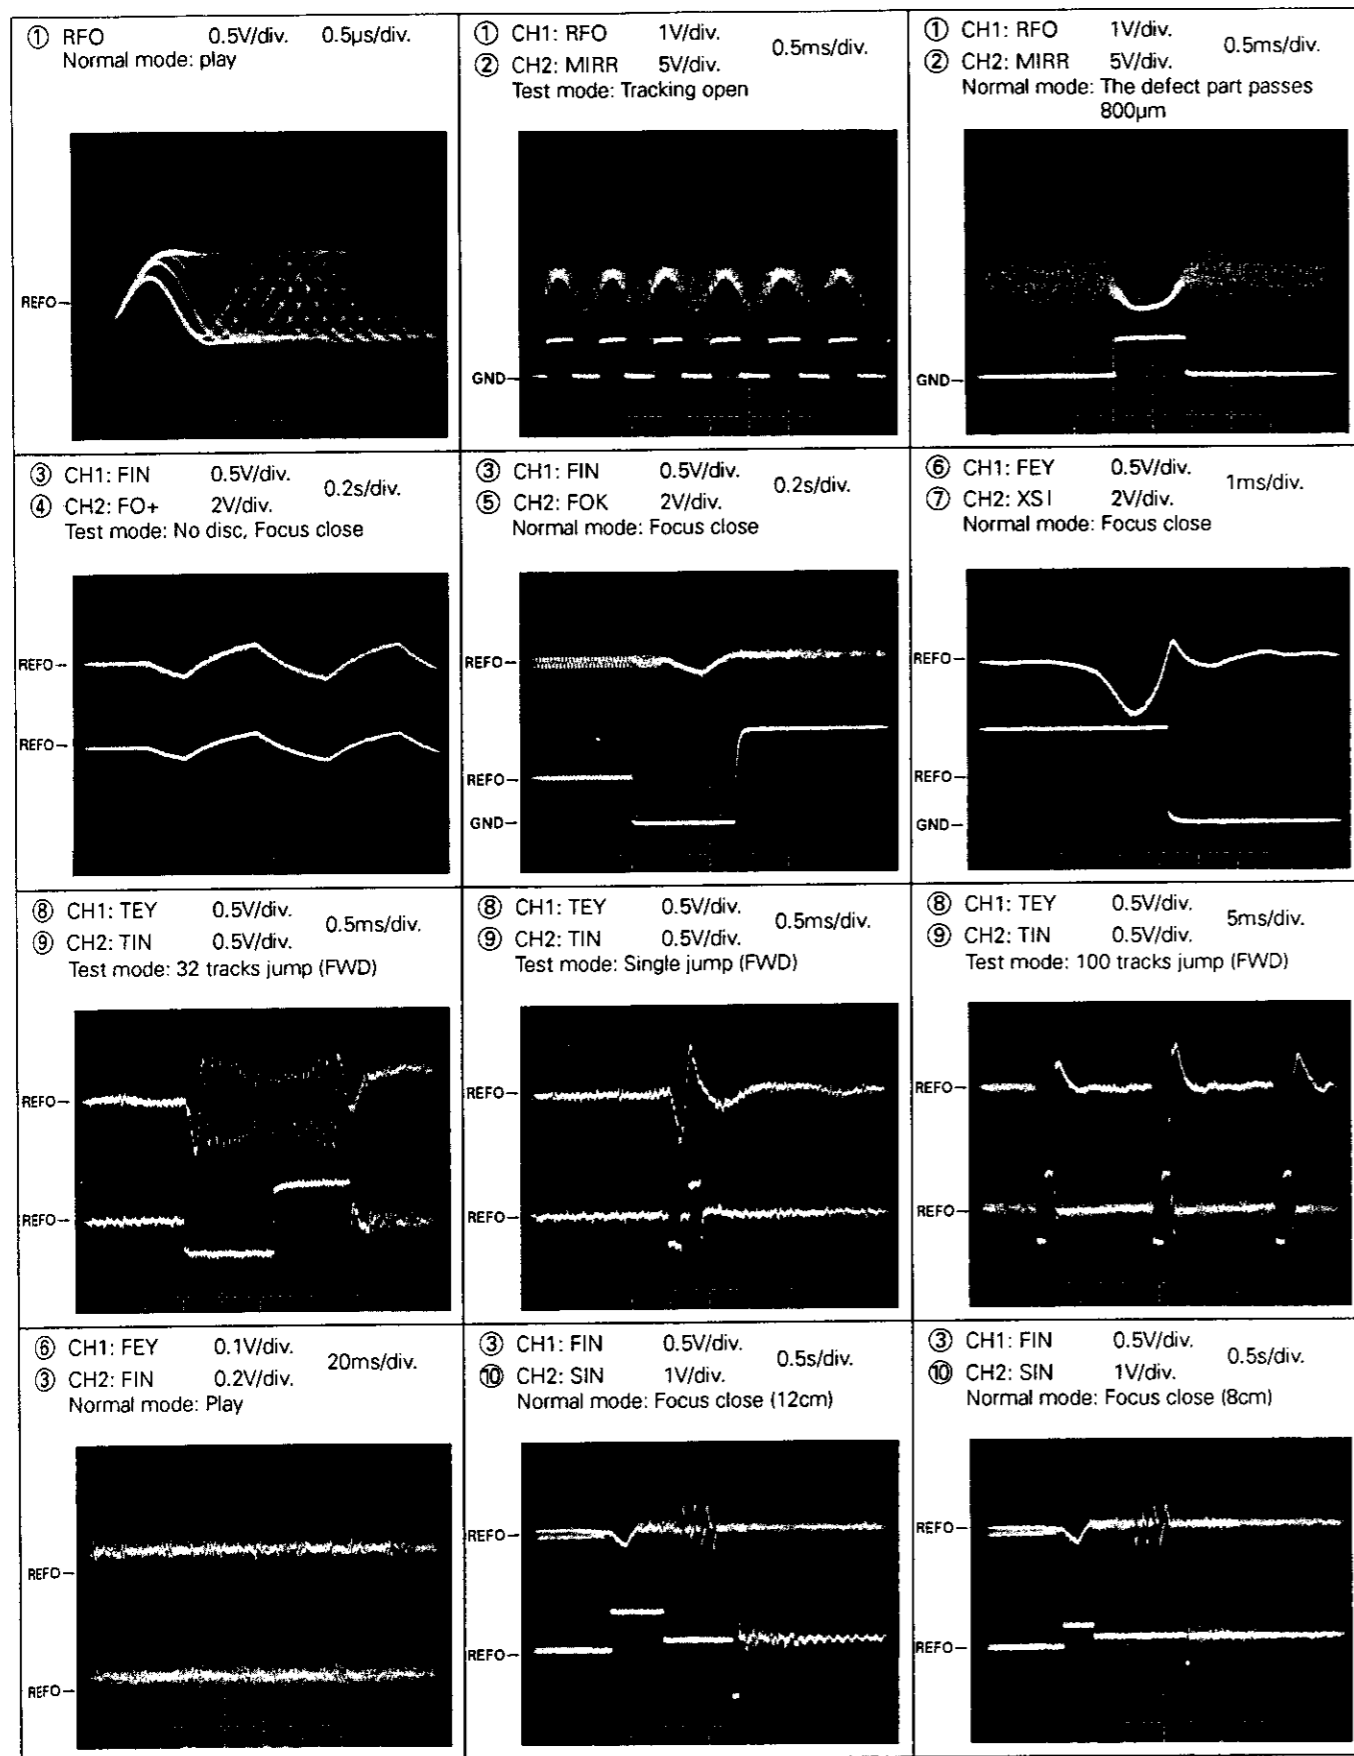 ① RFO 0.5V/div. 0.5µs/div.
Normal mode: play
REFO
① CH1: RFO 1V/div. 0.5ms/div.
② CH2: MIRR 5V/div.
Test mode: Tracking open
GND
① CH1: RFO 1V/div. 0.5ms/div.
② CH2: MIRR 5V/div.
Normal mode: The defect part passes
800µm
GND
③ CH1: FIN 0.5V/div. 0.2s/div.
④ CH2: FO+ 2V/div.
Test mode: No disc, Focus close
REFO
REFO
③ CH1: FIN 0.5V/div. 0.2s/div.
⑤ CH2: FOK 2V/div.
Normal mode: Focus close
REFO
REFO
GND
⑥ CH1: FEY 0.5V/div. 1ms/div.
⑦ CH2: XSI 2V/div.
Normal mode: Focus close
REFO
REFO
GND
⑧ CH1: TEY 0.5V/div. 0.5ms/div.
⑨ CH2: TIN 0.5V/div.
Test mode: 32 tracks jump (FWD)
REFO
REFO
⑧ CH1: TEY 0.5V/div. 0.5ms/div.
⑨ CH2: TIN 0.5V/div.
Test mode: Single jump (FWD)
REFO
REFO
⑧ CH1: TEY 0.5V/div. 5ms/div.
⑨ CH2: TIN 0.5V/div.
Test mode: 100 tracks jump (FWD)
REFO
REFO
⑥ CH1: FEY 0.1V/div. 20ms/div.
③ CH2: FIN 0.2V/div.
Normal mode: Play
REFO
REFO
③ CH1: FIN 0.5V/div. 0.5s/div.
⑩ CH2: SIN 1V/div.
Normal mode: Focus close (12cm)
REFO
REFO
③ CH1: FIN 0.5V/div. 0.5s/div.
⑩ CH2: SIN 1V/div.
Normal mode: Focus close (8cm)
REFO
REFO